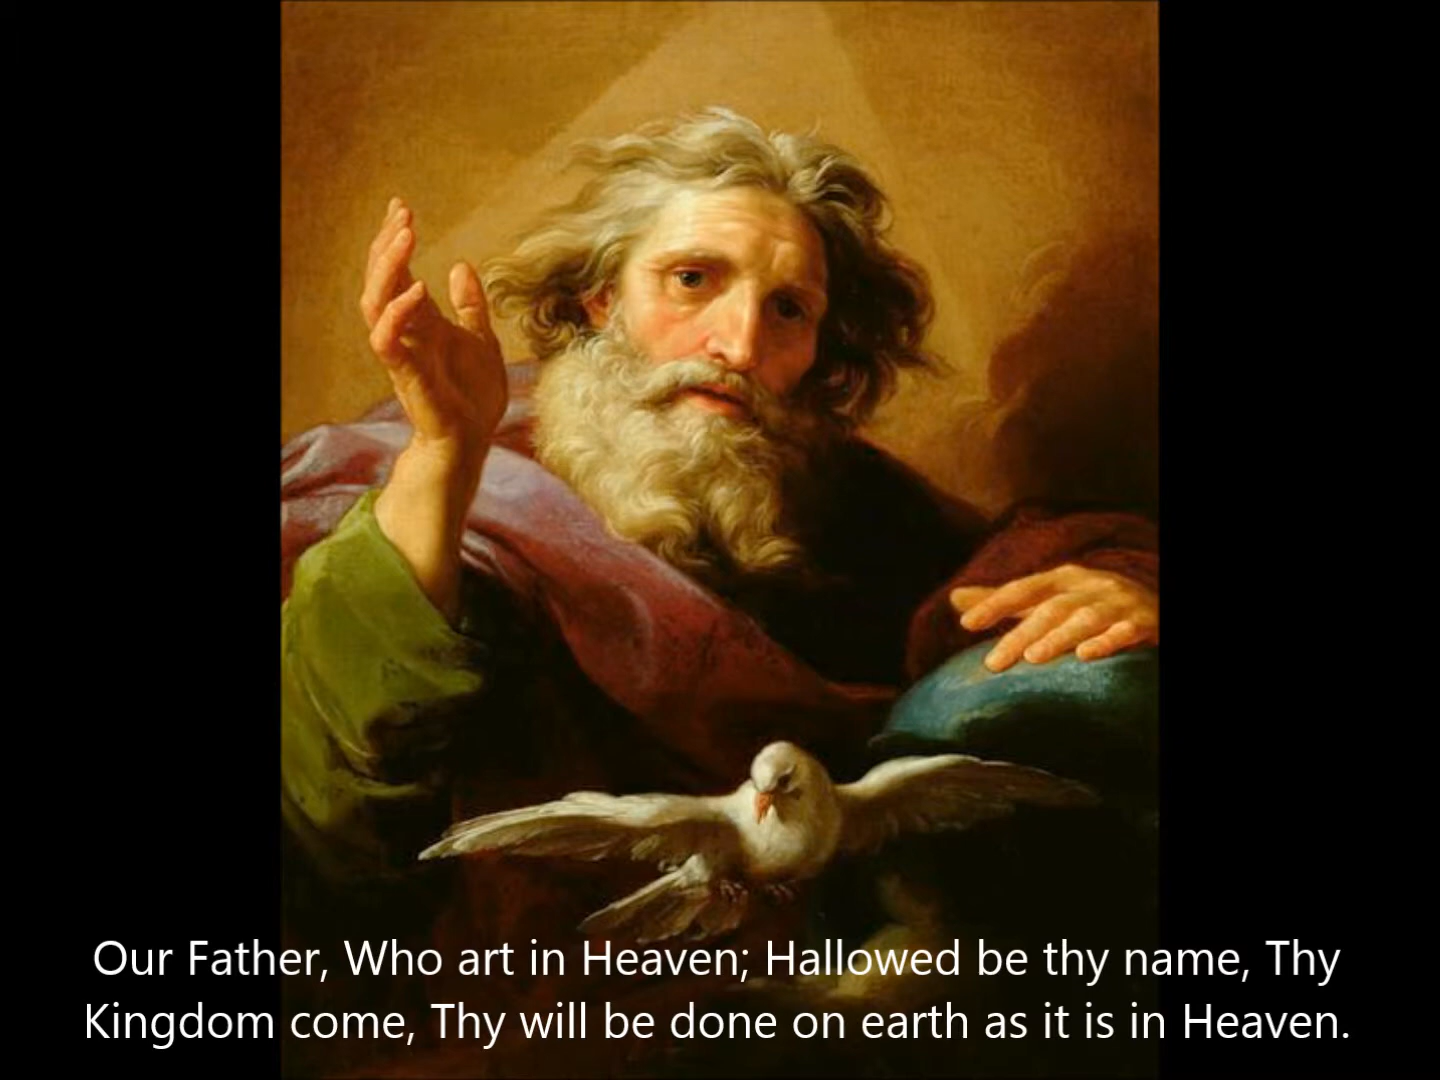 Our Father, Who art in Heaven; Hallowed be thy name, Thy
Kingdom come, Thy will be done on earth as it is in Heaven.